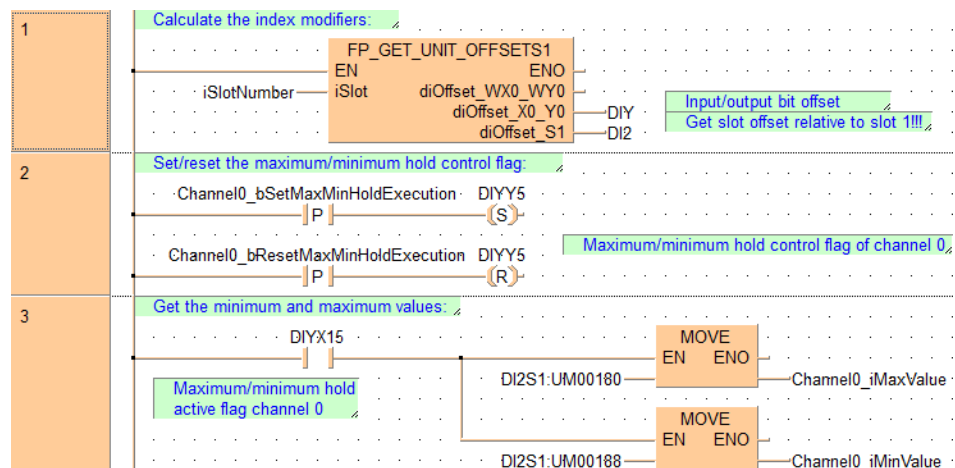 1
Calculate the index modifiers:
FP_GET_UNIT_OFFSETS1
EN ENO
iSlotNumber iSlot diOffset_WX0_WY0
diOffset_X0_Y0 DIY
diOffset_S1 DI2
Input/output bit offset
Get slot offset relative to slot 1!!!
2
Set/reset the maximum/minimum hold control flag:
Channel0_bSetMaxMinHoldExecution DIYY5
P S
Channel0_bResetMaxMinHoldExecution DIYY5
P R
Maximum/minimum hold control flag of channel 0
3
Get the minimum and maximum values:
DIYX15
MOVE
EN ENO
DI2S1:UM00180 Channel0_iMaxValue
Maximum/minimum hold
active flag channel 0
MOVE
EN ENO
DI2S1:UM00188 Channel0_iMinValue